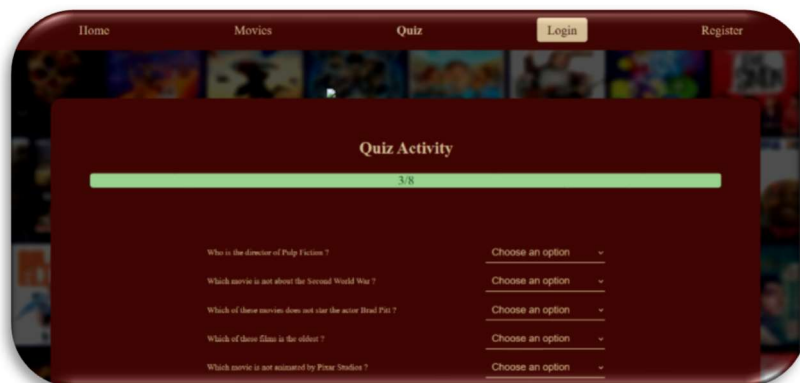 Home Movies Quiz Login Register
Quiz Activity
3/8
Who is the director of Pulp Fiction ? Choose an option
Which movie is not about the Second World War ? Choose an option
Which of these movies does not star the actor Brad Pitt ? Choose an option
Which of these films is the oldest ? Choose an option
Which movie is not animated by Pixar Studios ? Choose an option